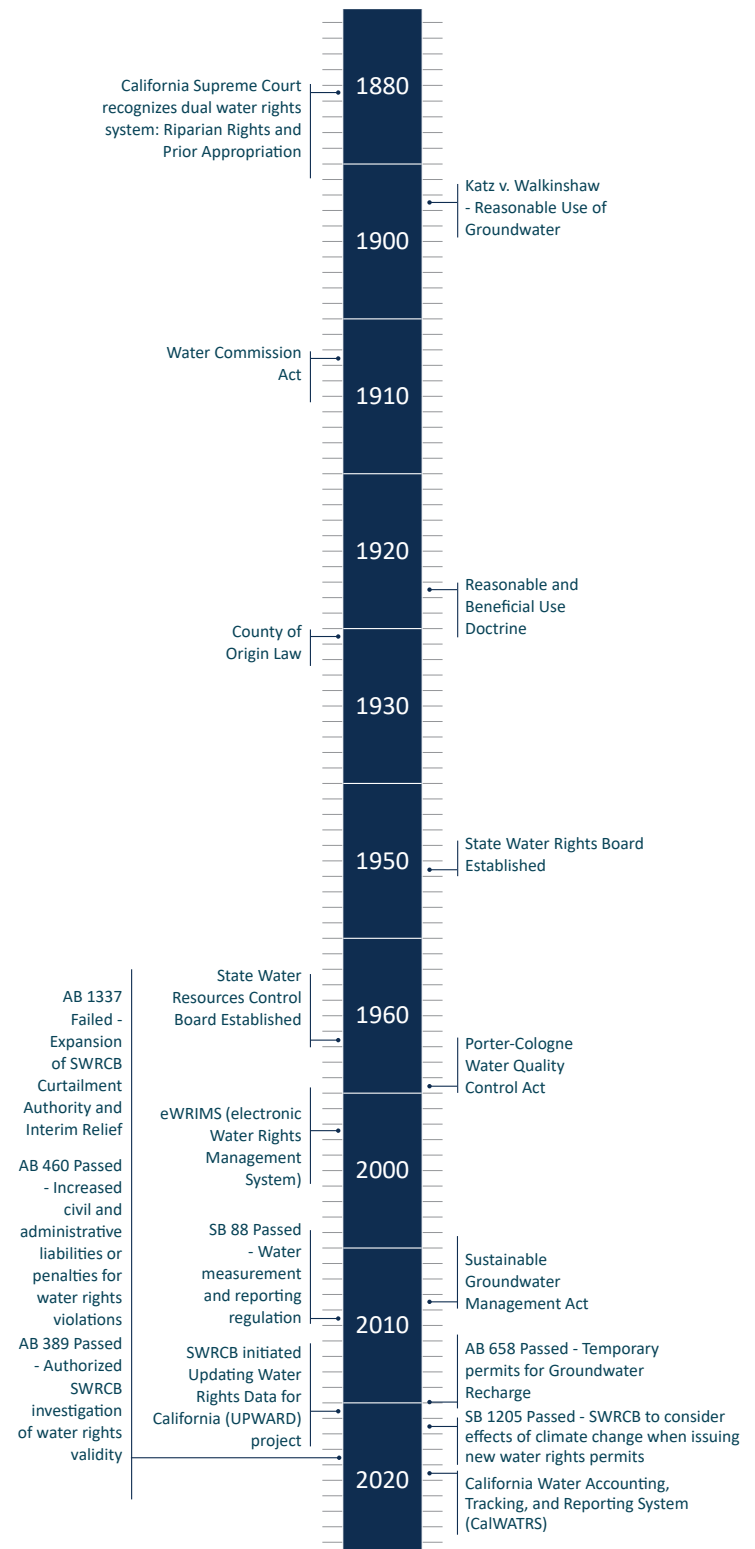 1880
California Supreme Court
recognizes dual water rights
system: Riparian Rights and
Prior Appropriation
Katz v. Walkinshaw
- Reasonable Use of
Groundwater
1900
Water Commission
Act
1910
1920
Reasonable and
Beneficial Use
Doctrine
County of
Origin Law
1930
State Water Rights Board
Established
1950
State Water
Resources Control
Board Established
1960
Porter-Cologne
Water Quality
Control Act
AB 1337
Failed -
Expansion
of SWRCB
Curtailment
Authority and
Interim Relief
AB 460 Passed
- Increased
civil and
administrative
liabilities or
penalties for
water rights
violations
AB 389 Passed
- Authorized
SWRCB
investigation
of water rights
validity
eWRIMS (electronic
Water Rights
Management
System)
2000
SB 88 Passed
- Water
measurement
and reporting
regulation
Sustainable
Groundwater
Management Act
2010
SWRCB initiated
Updating Water
Rights Data for
California (UPWARD)
project
AB 658 Passed - Temporary
permits for Groundwater
Recharge
SB 1205 Passed - SWRCB to consider
effects of climate change when issuing
new water rights permits
2020
California Water Accounting,
Tracking, and Reporting System
(CalWATRS)